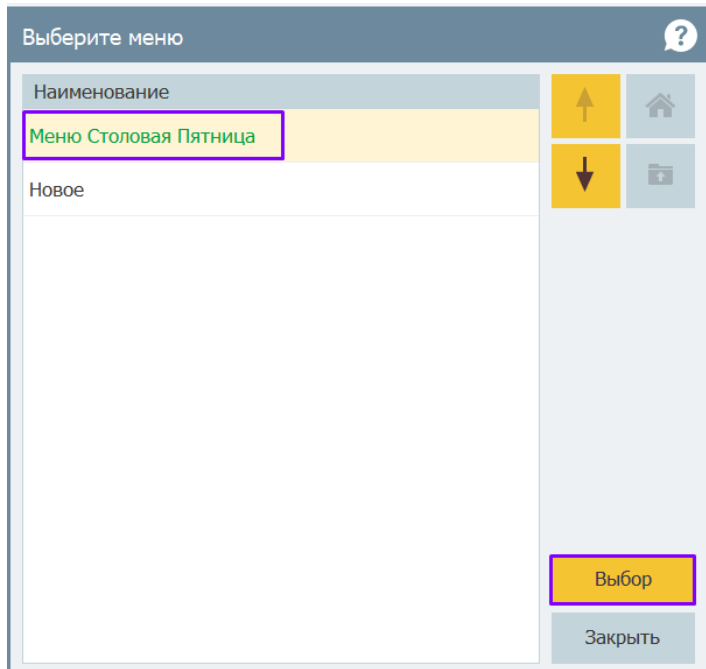 Выберите меню
?
Наименование
Меню Столовая Пятница
Новое
Выбор
Закрыть